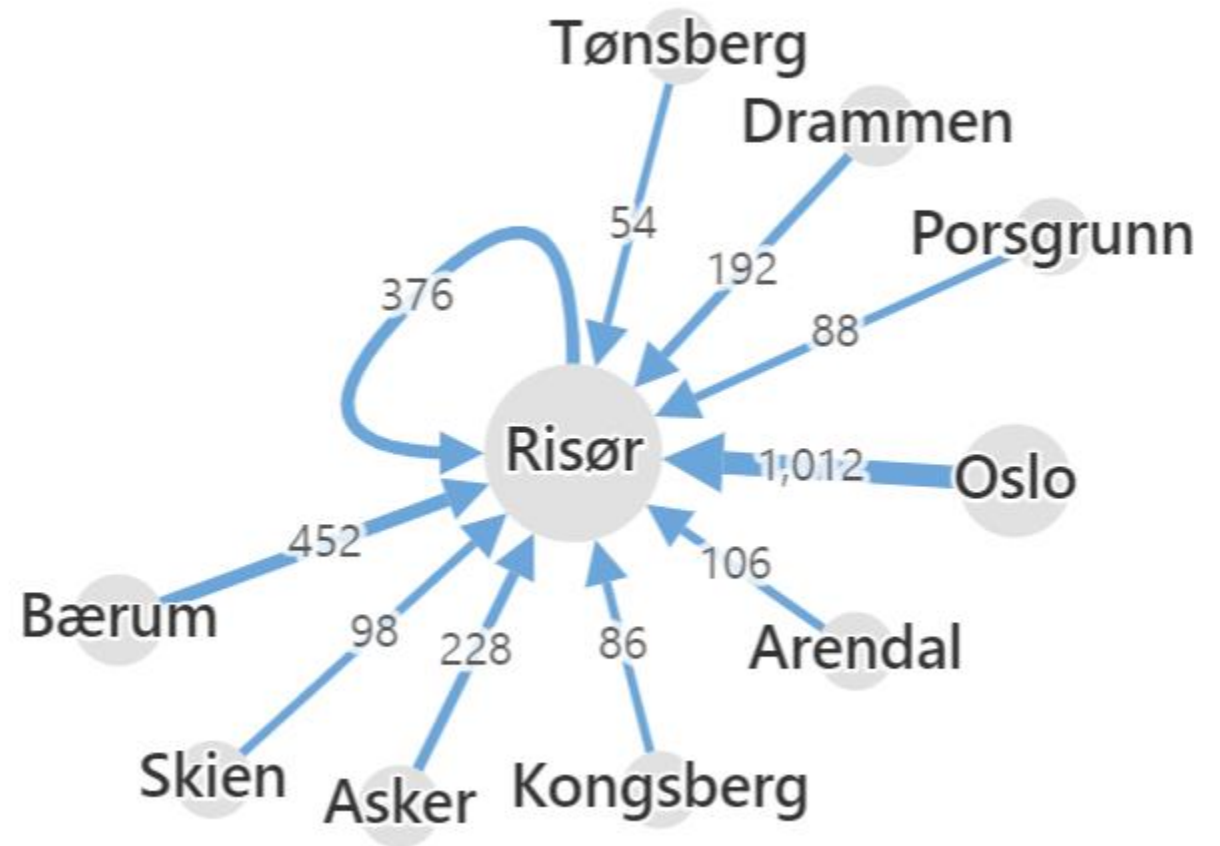 Tønsberg
Drammen
54
Porsgrunn
192
376
88
Risør
1,012
Oslo
452
106
Bærum
98
228
86
Arendal
Skien
Asker
Kongsberg